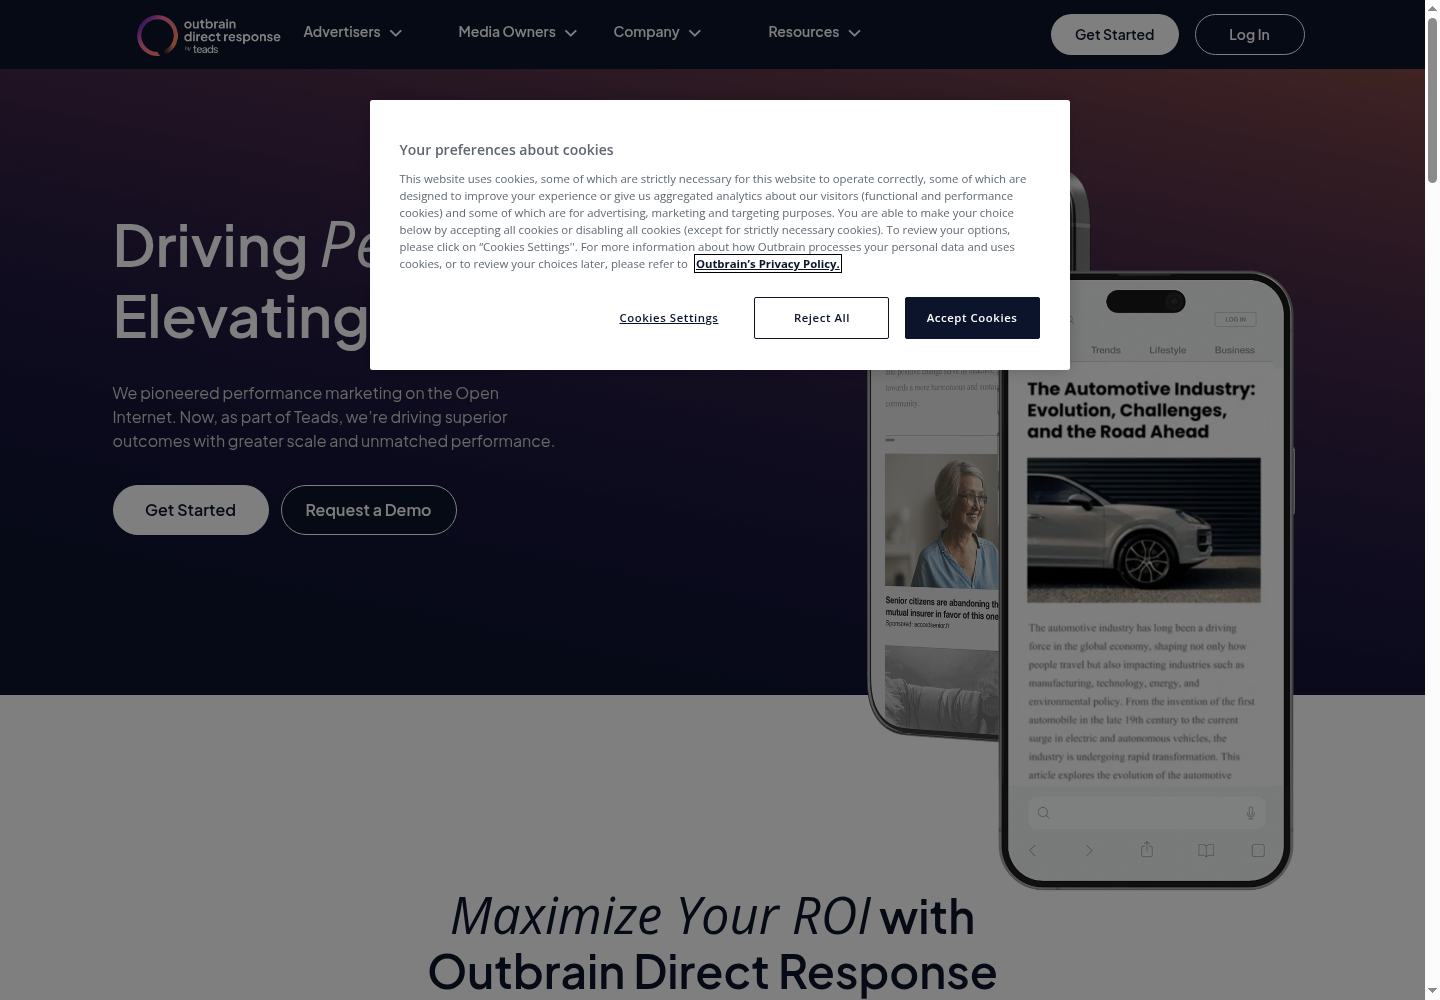 outbrain
direct response
by teads
Advertisers
Media Owners
Company
Resources
Get Started
Log In
Your preferences about cookies
This website uses cookies, some of which are strictly necessary for this website to operate correctly, some of which are
designed to improve your experience or give us aggregated analytics about our visitors (functional and performance
cookies) and some of which are for advertising, marketing and targeting purposes. You are able to make your choice
below by accepting all cookies or disabling all cookies (except for strictly necessary cookies). To review your options,
please click on “Cookies Settings''. For more information about how Outbrain processes your personal data and uses
cookies, or to review your choices later, please refer to Outbrain’s Privacy Policy.
Cookies Settings
Reject All
Accept Cookies
Driving
Elevating
We pioneered performance marketing on the Open
Internet. Now, as part of Teads, we’re driving superior
outcomes with greater scale and unmatched performance.
Get Started
Request a Demo
towards a more harmonious and
community.
Senior citizens are abandoning
mutual insurer in favor of this one
Sponsored: accordsenior.fr
LOG IN
Trends
Lifestyle
Business
The Automotive Industry:
Evolution, Challenges,
and the Road Ahead
The automotive industry has long been a driving
force in the global economy, shaping not only how
people travel but also impacting industries such as
manufacturing, technology, energy, and
environmental policy. From the invention of the first
automobile in the late 19th century to the current
surge in electric and autonomous vehicles, the
industry is undergoing rapid transformation. This
article explores the evolution of the automotive
Maximize Your ROI with
Outbrain Direct Response